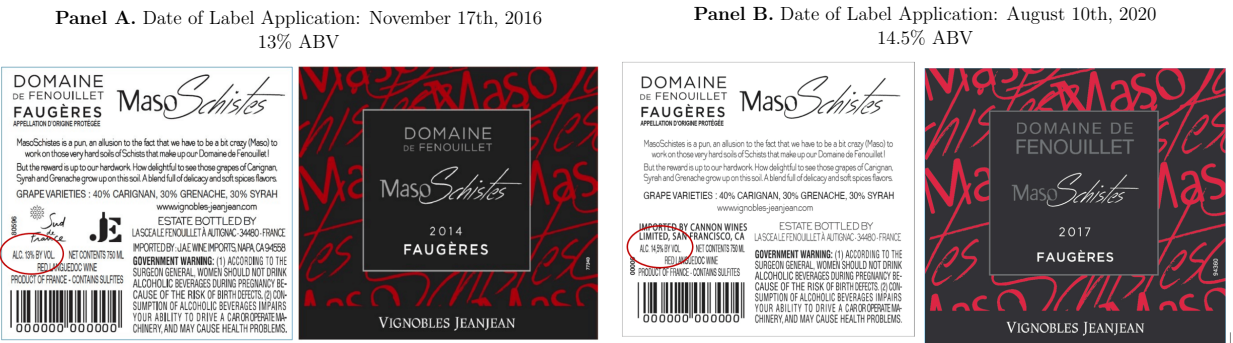 Panel A. Date of Label Application: November 17th, 2016
13% ABV
DOMAINE
DE FENOUILLET
FAUGÈRES
APPELLATION D'ORIGINE PROTÉGÉE
MasoSchistes
MasoSchistes is a pun, an allusion to the fact that we have to be a bit crazy (Maso) to
work on those very hard soils of Schists that make up our Domaine de Fenouillet !
But the reward is up to our hardwork. How delightful to see those grapes of Carignan,
Syrah and Grenache grow up on this soil. A blend full of delicacy and soft spices flavors.
GRAPE VARIETIES : 40% CARIGNAN, 30% GRENACHE, 30% SYRAH
www.vignobles-jeanjean.com
Sud
de
France
JE
ESTATE BOTTLED BY
LA SCEA LE FENOUILLET À AUTIGNAC - 34480 - FRANCE
IMPORTED BY : JAE WINE IMPORTS, NAPA, CA 94558
ALC. 13% BY VOL.
NET CONTENTS 750 ML
RED LANGUEDOC WINE
PRODUCT OF FRANCE - CONTAINS SULFITES
GOVERNMENT WARNING: (1) ACCORDING TO THE
SURGEON GENERAL, WOMEN SHOULD NOT DRINK
ALCOHOLIC BEVERAGES DURING PREGNANCY BE-
CAUSE OF THE RISK OF BIRTH DEFECTS. (2) CON-
SUMPTION OF ALCOHOLIC BEVERAGES IMPAIRS
YOUR ABILITY TO DRIVE A CAR OR OPERATE MA-
CHINERY, AND MAY CAUSE HEALTH PROBLEMS.
000000 000000
DOMAINE
DE FENOUILLET
MasoSchistes
2014
FAUGÈRES
VIGNOBLES JEANJEAN
Panel B. Date of Label Application: August 10th, 2020
14.5% ABV
DOMAINE
DE FENOUILLET
FAUGÈRES
APPELLATION D'ORIGINE PROTÉGÉE
MasoSchistes
MasoSchistes is a pun, an allusion to the fact that we have to be a bit crazy (Maso) to
work on those very hard soils of Schists that make up our Domaine de Fenouillet !
But the reward is up to our hardwork. How delightful to see those grapes of Carignan,
Syrah and Grenache grow up on this soil. A blend full of delicacy and soft spices flavors.
GRAPE VARIETIES : 40% CARIGNAN, 30% GRENACHE, 30% SYRAH
www.vignobles-jeanjean.com
IMPORTED BY CANNON WINES
LIMITED, SAN FRANCISCO, CA
ALC. 14,5% BY VOL.
NET CONTENTS 750 ML
RED LANGUEDOC WINE
PRODUCT OF FRANCE - CONTAINS SULFITES
ESTATE BOTTLED BY
LA SCEA LE FENOUILLET À AUTIGNAC - 34480 - FRANCE
GOVERNMENT WARNING: (1) ACCORDING TO THE
SURGEON GENERAL, WOMEN SHOULD NOT DRINK
ALCOHOLIC BEVERAGES DURING PREGNANCY BE-
CAUSE OF THE RISK OF BIRTH DEFECTS. (2) CON-
SUMPTION OF ALCOHOLIC BEVERAGES IMPAIRS
YOUR ABILITY TO DRIVE A CAR OR OPERATE MA-
CHINERY, AND MAY CAUSE HEALTH PROBLEMS.
000000 000000
DOMAINE DE
FENOUILLET
MasoSchistes
2017
FAUGÈRES
94360
VIGNOBLES JEANJEAN